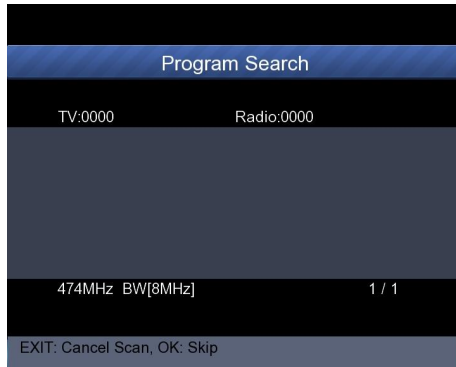 Program Search
TV:0000 Radio:0000
474MHz BW[8MHz] 1 / 1
EXIT: Cancel Scan, OK: Skip